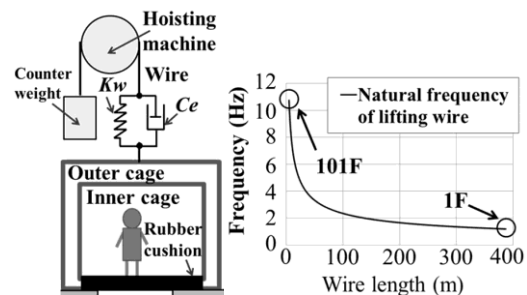 Hoisting
machine
Wire
Counter
weight
Kw
Ce
Outer cage
Inner cage
Rubber
cushion
Frequency (Hz)
12
10
8
6
4
2
0
Natural frequency
of lifting wire
101F
1F
0 100 200 300 400
Wire length (m)